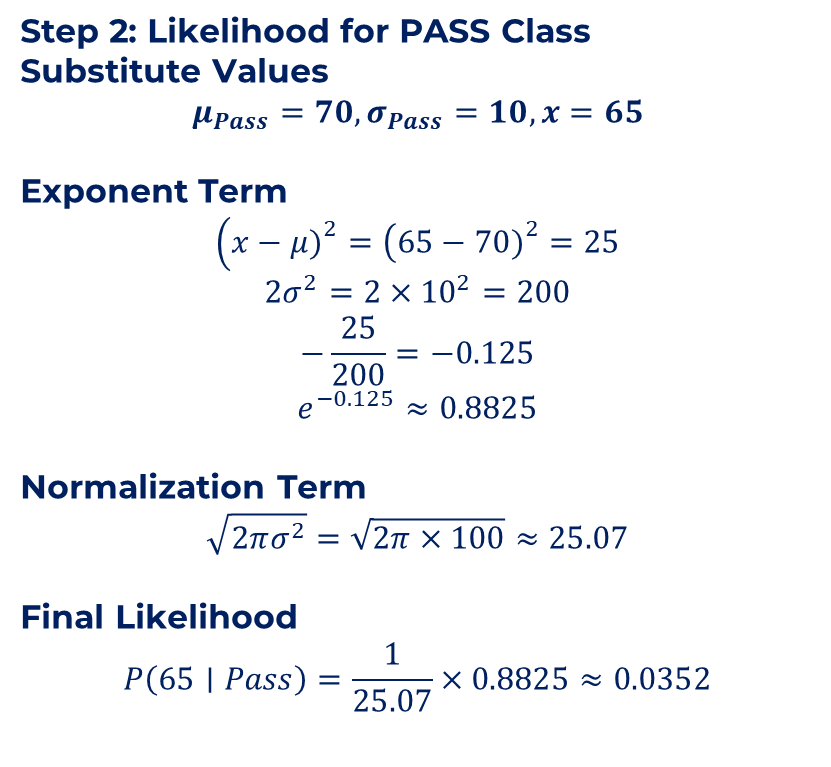 Step 2: Likelihood for PASS Class
Substitute Values
μ_Pass = 70, σ_Pass = 10, x = 65
Exponent Term
(x − μ)² = (65 − 70)² = 25
2σ² = 2 × 10² = 200
−25/200 = −0.125
e^−0.125 ≈ 0.8825
Normalization Term
√(2πσ²) = √(2π × 100) ≈ 25.07
Final Likelihood
P(65 | Pass) = 1/25.07 × 0.8825 ≈ 0.0352